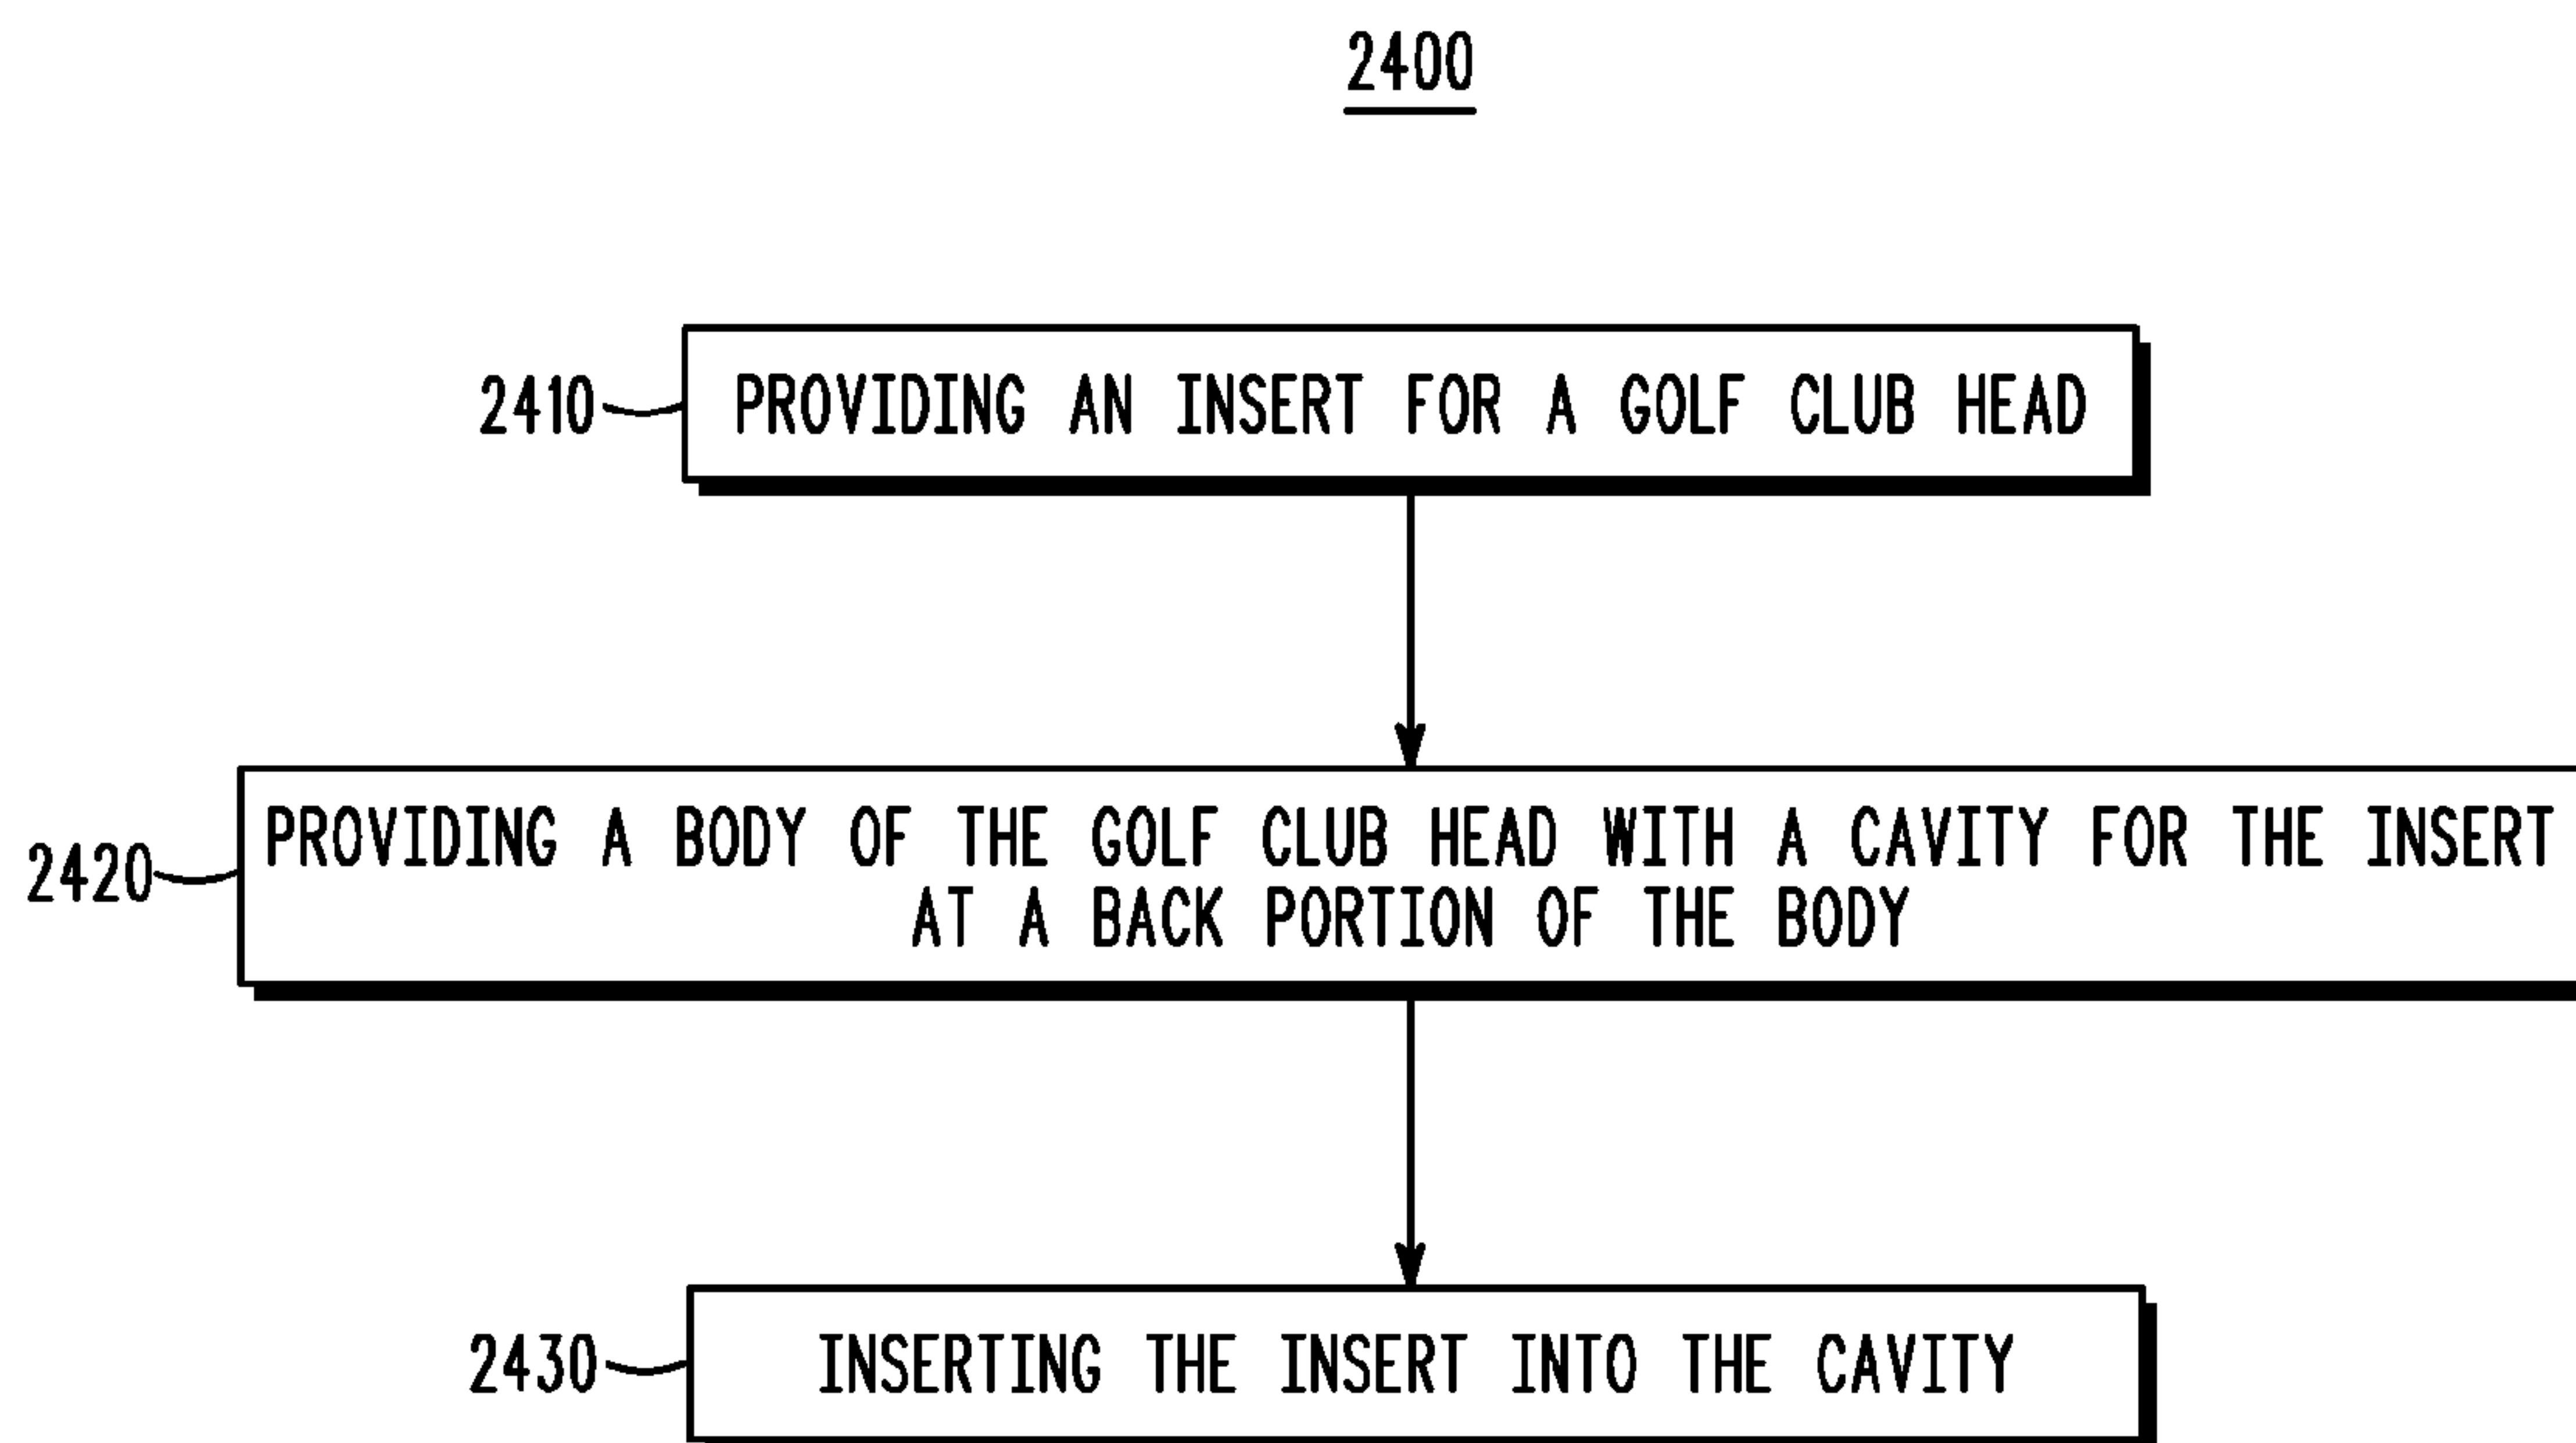 2400
2410
PROVIDING AN INSERT FOR A GOLF CLUB HEAD
2420
PROVIDING A BODY OF THE GOLF CLUB HEAD WITH A CAVITY FOR THE INSERT
AT A BACK PORTION OF THE BODY
2430
INSERTING THE INSERT INTO THE CAVITY